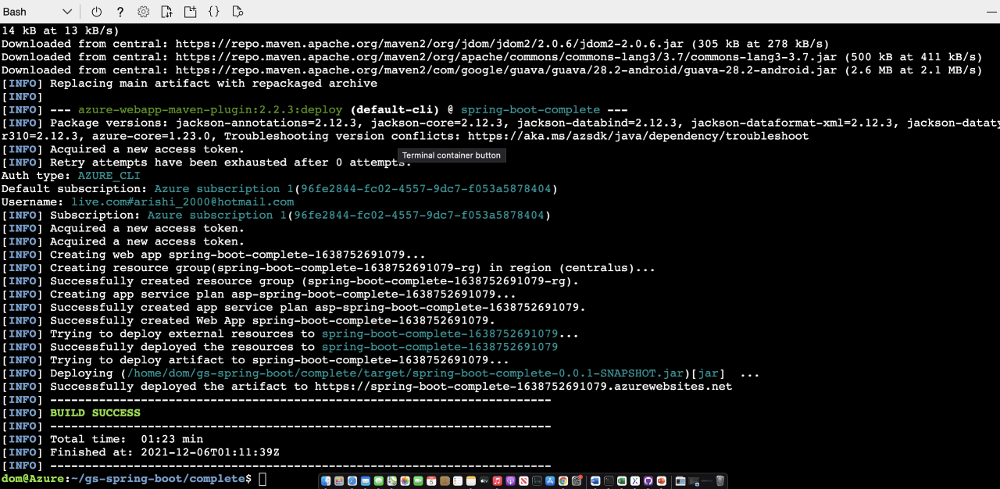 Bash
14 kB at 13 kB/s)
Downloaded from central: https://repo.maven.apache.org/maven2/org/jdom/jdom2/2.0.6/jdom2-2.0.6.jar (305 kB at 278 kB/s)
Downloaded from central: https://repo.maven.apache.org/maven2/org/apache/commons/commons-lang3/3.7/commons-lang3-3.7.jar (500 kB at 411 kB/s)
Downloaded from central: https://repo.maven.apache.org/maven2/com/google/guava/guava/28.2-android/guava-28.2-android.jar (2.6 MB at 2.1 MB/s)
[INFO] Replacing main artifact with repackaged archive
[INFO]
[INFO] --- azure-webapp-maven-plugin:2.2.3:deploy (default-cli) @ spring-boot-complete ---
[INFO] Package versions: jackson-annotations=2.12.3, jackson-core=2.12.3, jackson-databind=2.12.3, jackson-dataformat-xml=2.12.3, jackson-dataty
r310=2.12.3, azure-core=1.23.0, Troubleshooting version conflicts: https://aka.ms/azsdk/java/dependency/troubleshoot
[INFO] Acquired a new access token.
Terminal container button
[INFO] Retry attempts have been exhausted after 0 attempts.
Auth type: AZURE_CLI
Default subscription: Azure subscription 1(96fe2844-fc02-4557-9dc7-f053a5878404)
Username: live.com#arishi_2000@hotmail.com
[INFO] Subscription: Azure subscription 1(96fe2844-fc02-4557-9dc7-f053a5878404)
[INFO] Acquired a new access token.
[INFO] Acquired a new access token.
[INFO] Creating web app spring-boot-complete-1638752691079...
[INFO] Creating resource group(spring-boot-complete-1638752691079-rg) in region (centralus)...
[INFO] Successfully created resource group (spring-boot-complete-1638752691079-rg).
[INFO] Creating app service plan asp-spring-boot-complete-1638752691079...
[INFO] Successfully created app service plan asp-spring-boot-complete-1638752691079.
[INFO] Successfully created Web App spring-boot-complete-1638752691079.
[INFO] Trying to deploy external resources to spring-boot-complete-1638752691079...
[INFO] Successfully deployed the resources to spring-boot-complete-1638752691079
[INFO] Trying to deploy artifact to spring-boot-complete-1638752691079...
[INFO] Deploying (/home/dom/gs-spring-boot/complete/target/spring-boot-complete-0.0.1-SNAPSHOT.jar)[jar]  ...
[INFO] Successfully deployed the artifact to https://spring-boot-complete-1638752691079.azurewebsites.net
[INFO] ------------------------------------------------------------------------
[INFO] BUILD SUCCESS
[INFO] ------------------------------------------------------------------------
[INFO] Total time:  01:23 min
[INFO] Finished at: 2021-12-06T01:11:39Z
[INFO] ------------------------------------------------------------------------
dom@Azure:~/gs-spring-boot/complete$